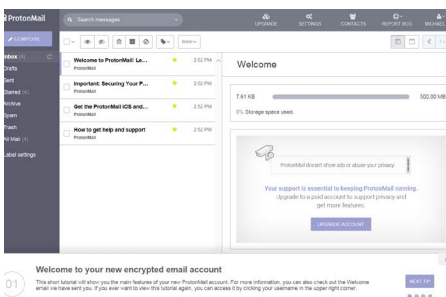 ProtonMail
Search messages
UPGRADE
SETTINGS
CONTACTS
REPORT BUG
MICHAEL
COMPOSE
More
Inbox (4)
Drafts
Sent
Starred (4)
Archive
Spam
Trash
All Mail (4)
Label settings
Welcome to ProtonMail! Le...
2:52 PM
ProtonMail
Important: Securing Your P...
2:52 PM
ProtonMail
Get the ProtonMail iOS and...
2:52 PM
ProtonMail
How to get help and support
2:52 PM
ProtonMail
Welcome
7.61 KB
500.00 MB
0% Storage space used.
ProtonMail doesn't show ads or abuse your privacy.
Your support is essential to keeping ProtonMail running.
Upgrade to a paid account to support privacy and
get more features.
UPGRADE ACCOUNT
01
Welcome to your new encrypted email account
This short tutorial will show you the main features of your new ProtonMail account. For more information, you can also check out the Welcome
email we have sent you. If you ever want to view this tutorial again, you can access it by clicking your username in the upper right corner.
NEXT TIP